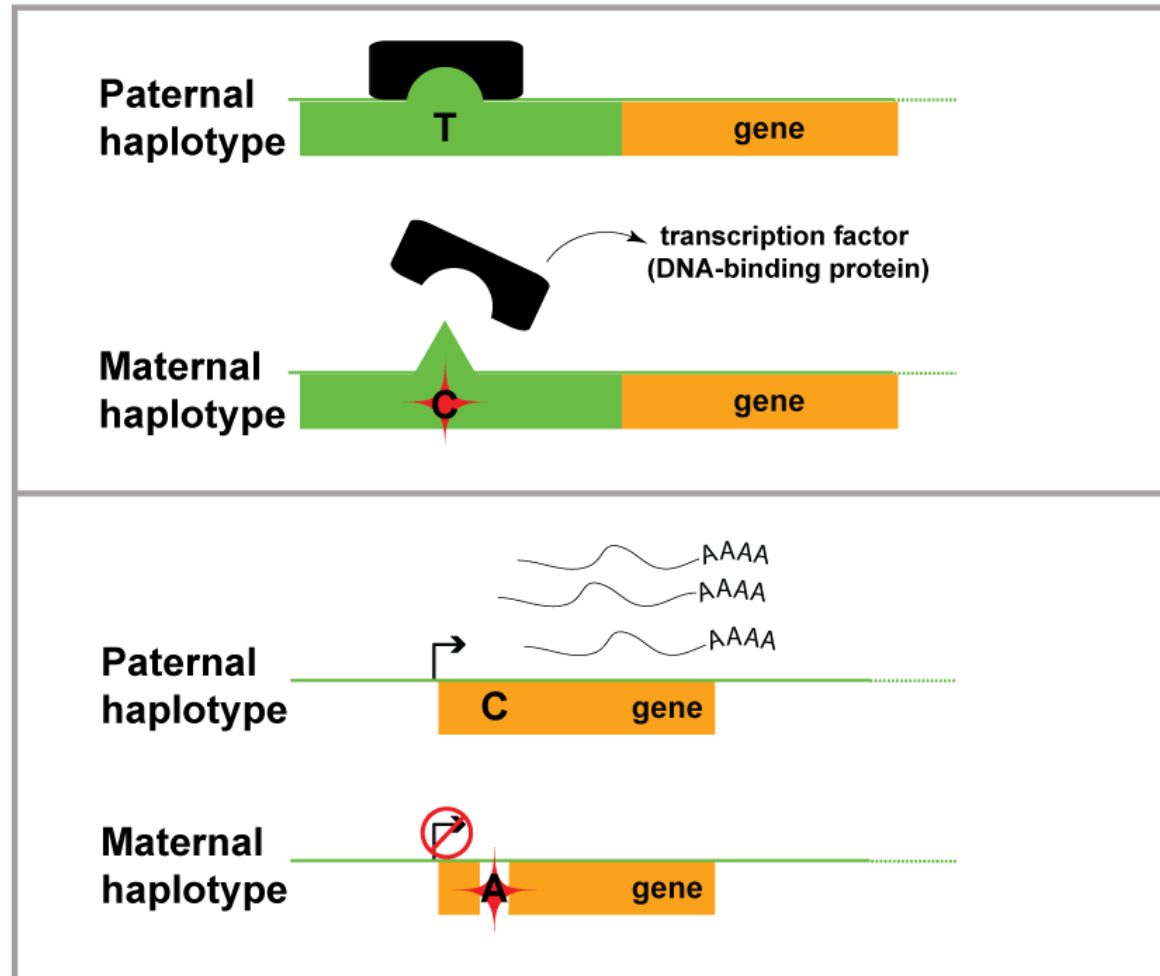 Paternal
haplotype
T
gene
transcription factor
(DNA-binding protein)
Maternal
haplotype
C
gene
AAAA
AAAA
AAAA
Paternal
haplotype
C
gene
Maternal
haplotype
A
gene